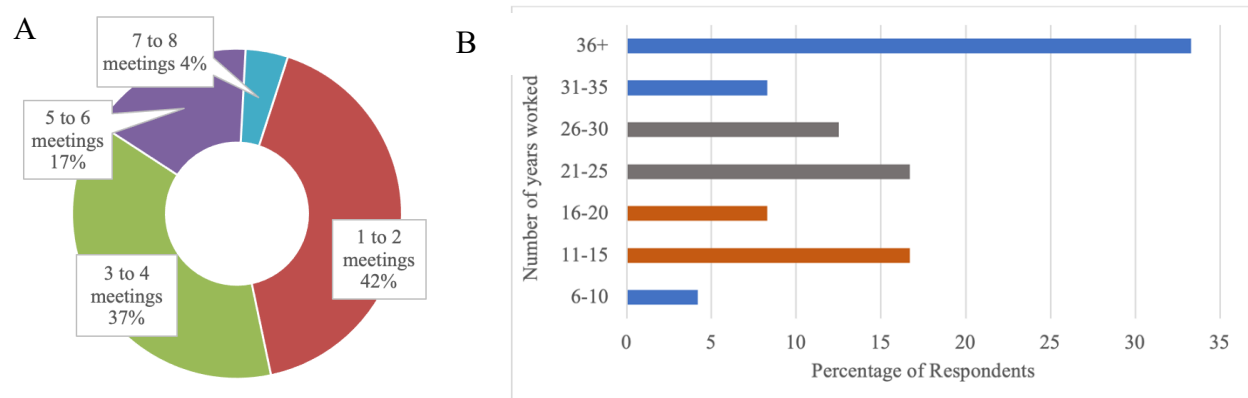 A
7 to 8
meetings 4%
5 to 6
meetings
17%
3 to 4
meetings
37%
1 to 2
meetings
42%
B
Number of years worked
36+
31-35
26-30
21-25
16-20
11-15
6-10
0 5 10 15 20 25 30 35
Percentage of Respondents